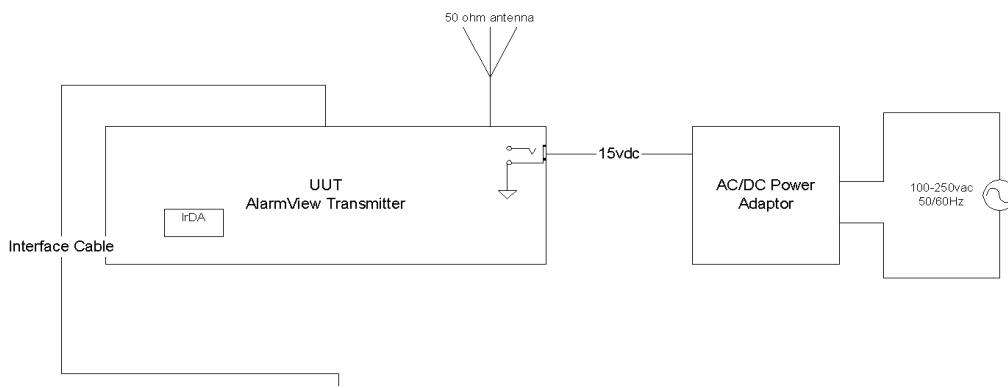 50 ohm antenna
15vdc
UUT
AlarmView Transmitter
AC/DC Power
Adaptor
100-250vac
50/60Hz
IrDA
Interface Cable